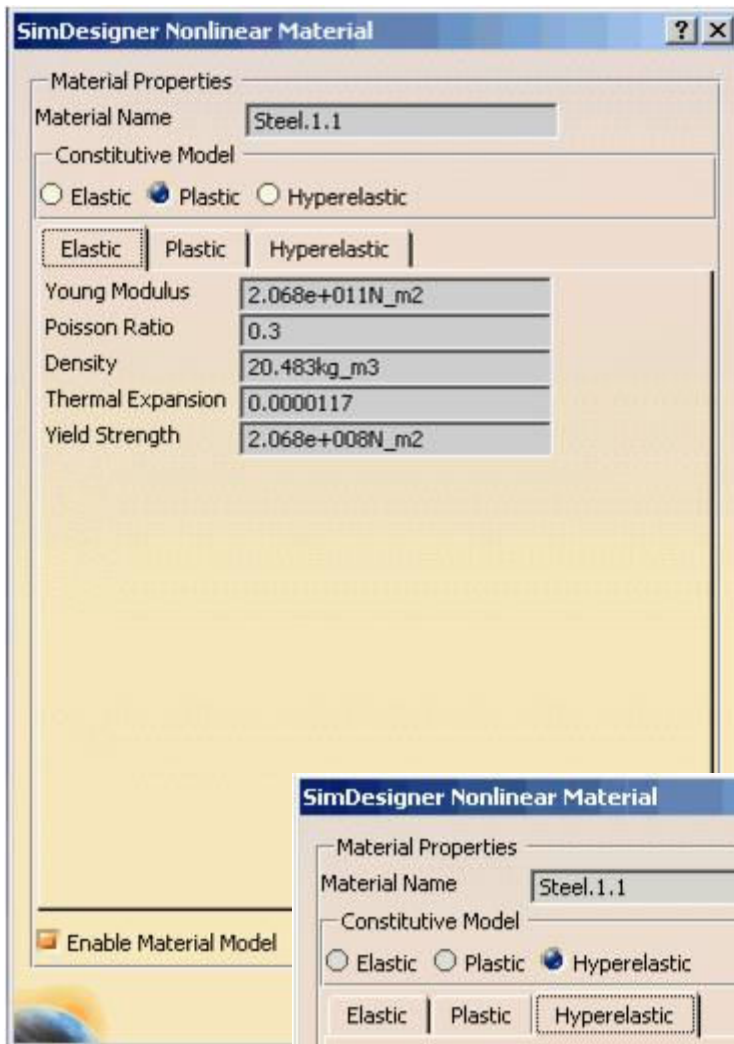 SimDesigner Nonlinear Material ? ×
Material Properties
Material Name Steel.1.1
Constitutive Model
Elastic Plastic Hyperelastic
Elastic Plastic Hyperelastic
Young Modulus 2.068e+011N_m2
Poisson Ratio 0.3
Density 20.483kg_m3
Thermal Expansion 0.0000117
Yield Strength 2.068e+008N_m2
Enable Material Model
SimDesigner Nonlinear Material
Material Properties
Material Name Steel.1.1
Constitutive Model
Elastic Plastic Hyperelastic
Elastic Plastic Hyperelastic